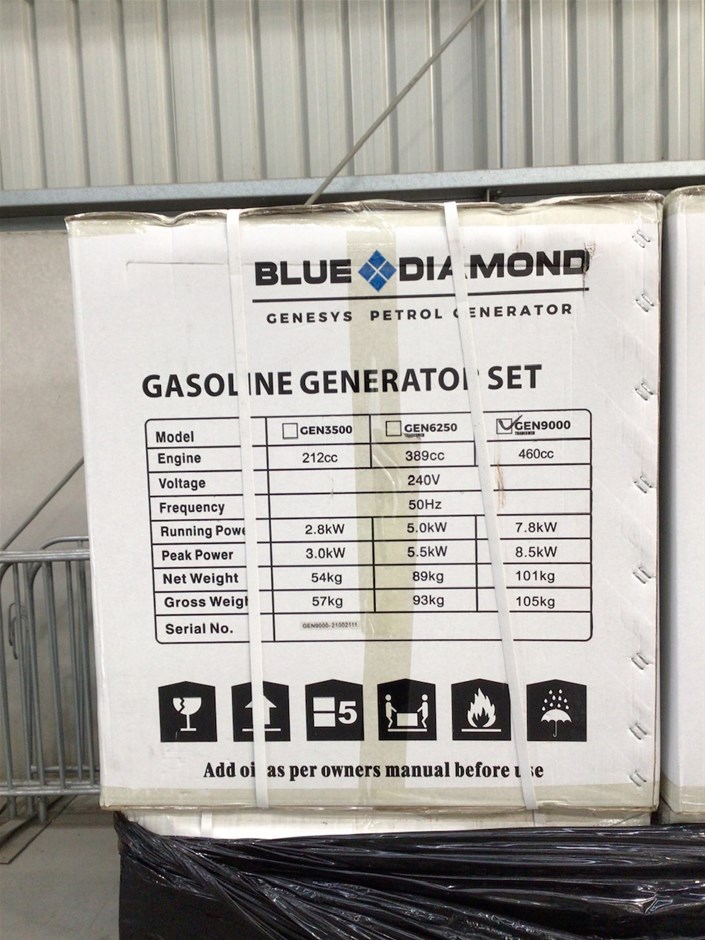 BLUE DIAMOND
GENESYS PETROL GENERATOR
GASOLINE GENERATOR SET
Model GEN3500 GEN6250 GEN9000
Engine 212cc 389cc 460cc
Voltage 240V
Frequency 50Hz
Running Powe 2.8kW 5.0kW 7.8kW
Peak Power 3.0kW 5.5kW 8.5kW
Net Weight 54kg 89kg 101kg
Gross Weigh 57kg 93kg 105kg
Serial No. GEN9000-21002111
5
Add oil as per owners manual before use